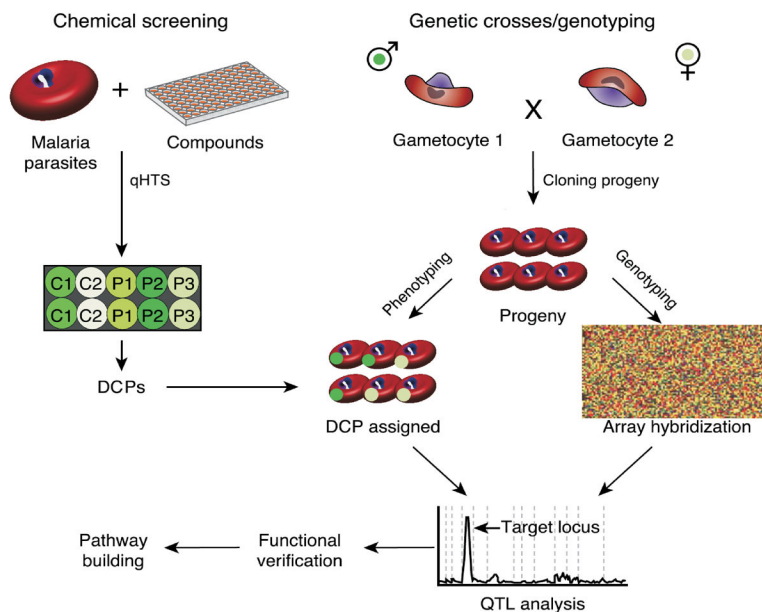 Chemical screening
Genetic crosses/genotyping
+
Malaria
parasites
Compounds
♂
♀
Gametocyte 1
X
Gametocyte 2
qHTS
Cloning progeny
C1 C2 P1 P2 P3
C1 C2 P1 P2 P3
Phenotyping
Genotyping
Progeny
DCPs
DCP assigned
Array hybridization
Target locus
Pathway
building
Functional
verification
QTL analysis